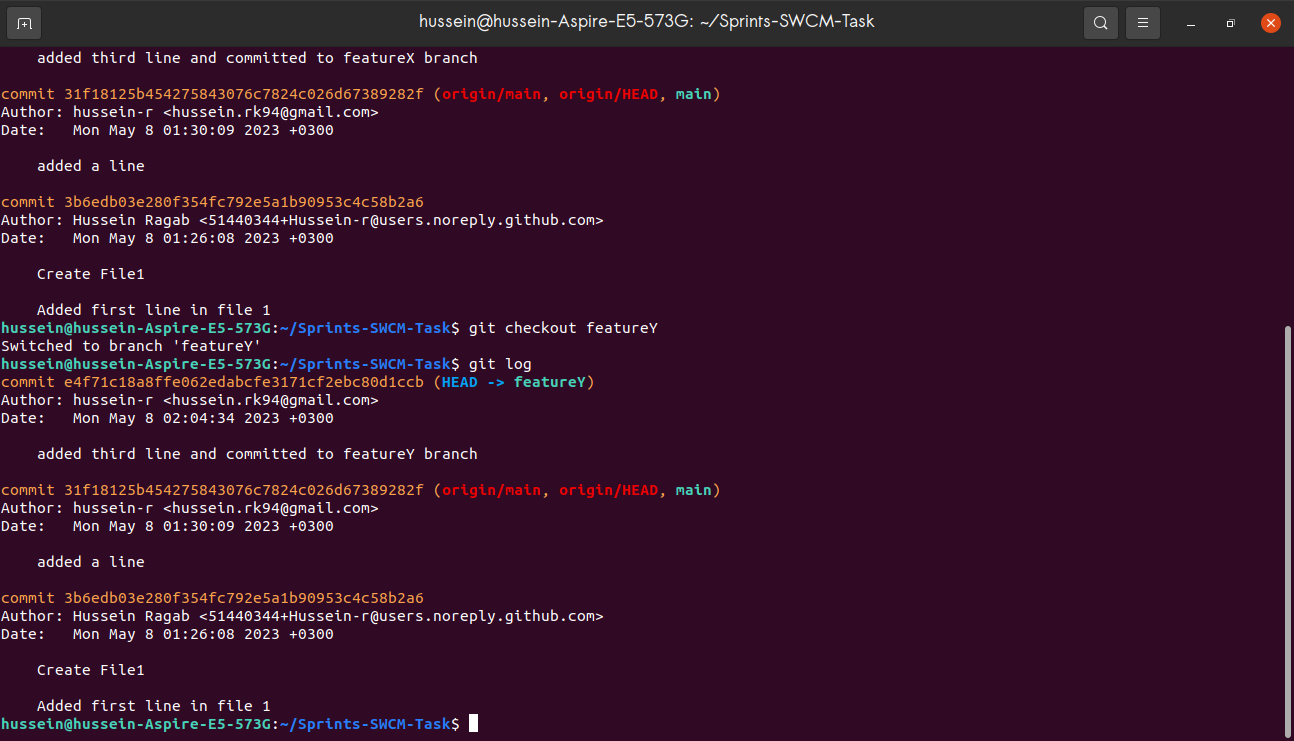 hussein@hussein-Aspire-E5-573G: ~/Sprints-SWCM-Task
    added third line and committed to featureX branch
commit 31f18125b454275843076c7824c026d67389282f (origin/main, origin/HEAD, main)
Author: hussein-r <hussein.rk94@gmail.com>
Date:   Mon May 8 01:30:09 2023 +0300
    added a line
commit 3b6edb03e280f354fc792e5a1b90953c4c58b2a6
Author: Hussein Ragab <51440344+Hussein-r@users.noreply.github.com>
Date:   Mon May 8 01:26:08 2023 +0300
    Create File1
    Added first line in file 1
hussein@hussein-Aspire-E5-573G:~/Sprints-SWCM-Task$ git checkout featureY
Switched to branch 'featureY'
hussein@hussein-Aspire-E5-573G:~/Sprints-SWCM-Task$ git log
commit e4f71c18a8ffe062edabcfe3171cf2ebc80d1ccb (HEAD -> featureY)
Author: hussein-r <hussein.rk94@gmail.com>
Date:   Mon May 8 02:04:34 2023 +0300
    added third line and committed to featureY branch
commit 31f18125b454275843076c7824c026d67389282f (origin/main, origin/HEAD, main)
Author: hussein-r <hussein.rk94@gmail.com>
Date:   Mon May 8 01:30:09 2023 +0300
    added a line
commit 3b6edb03e280f354fc792e5a1b90953c4c58b2a6
Author: Hussein Ragab <51440344+Hussein-r@users.noreply.github.com>
Date:   Mon May 8 01:26:08 2023 +0300
    Create File1
    Added first line in file 1
hussein@hussein-Aspire-E5-573G:~/Sprints-SWCM-Task$